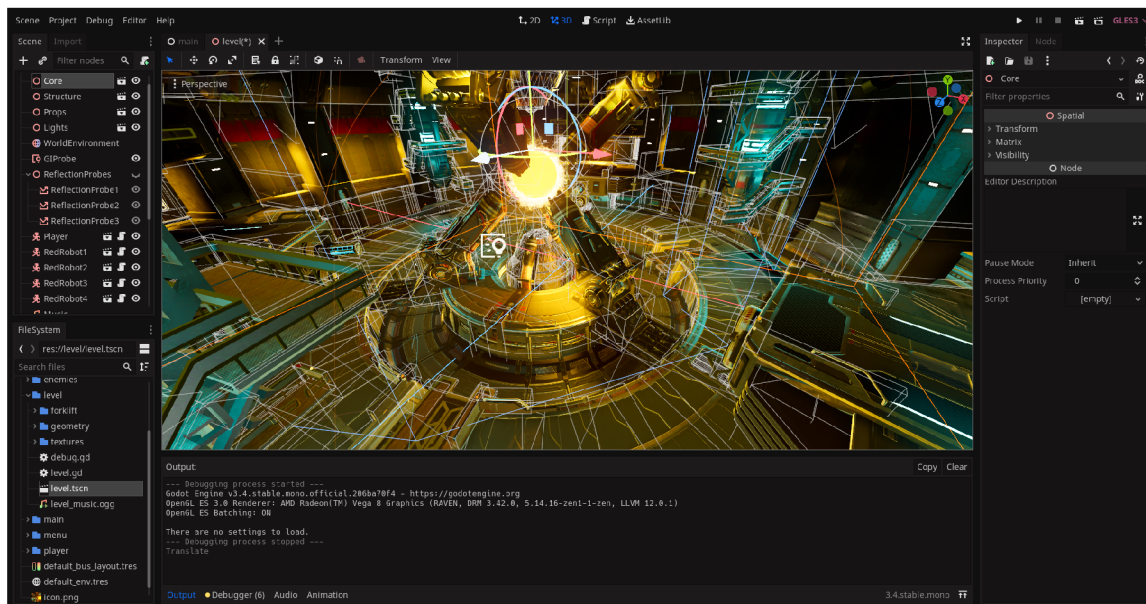 Scene Project Debug Editor Help
2D 3D Script AssetLib
GLES3
Scene Import
Filter nodes
Core
Structure
Props
Lights
WorldEnvironment
GIProbe
ReflectionProbes
ReflectionProbe1
ReflectionProbe2
ReflectionProbe3
Player
RedRobot1
RedRobot2
RedRobot3
RedRobot4
Music
FileSystem
res://level/level.tscn
Search files
enemies
level
forklift
geometry
textures
debug.gd
level.gd
level.tscn
level_music.ogg
main
menu
player
default_bus_layout.tres
default_env.tres
icon.png
main level(*)
Transform View
Perspective
Y
X
Z
Output:
Copy Clear
--- Debugging process started ---
Godot Engine v3.4.stable.mono.official.206ba70f4 - https://godotengine.org
OpenGL ES 3.0 Renderer: AMD Radeon(TM) Vega 8 Graphics (RAVEN, DRM 3.42.0, 5.14.16-zen1-1-zen, LLVM 12.0.1)
OpenGL ES Batching: ON
There are no settings to load.
--- Debugging process stopped ---
Translate
Output Debugger (6) Audio Animation
3.4.stable.mono
Inspector Node
Core
DOC
Filter properties
Spatial
Transform
Matrix
Visibility
Node
Editor Description
Pause Mode Inherit
Process Priority 0
Script [empty]